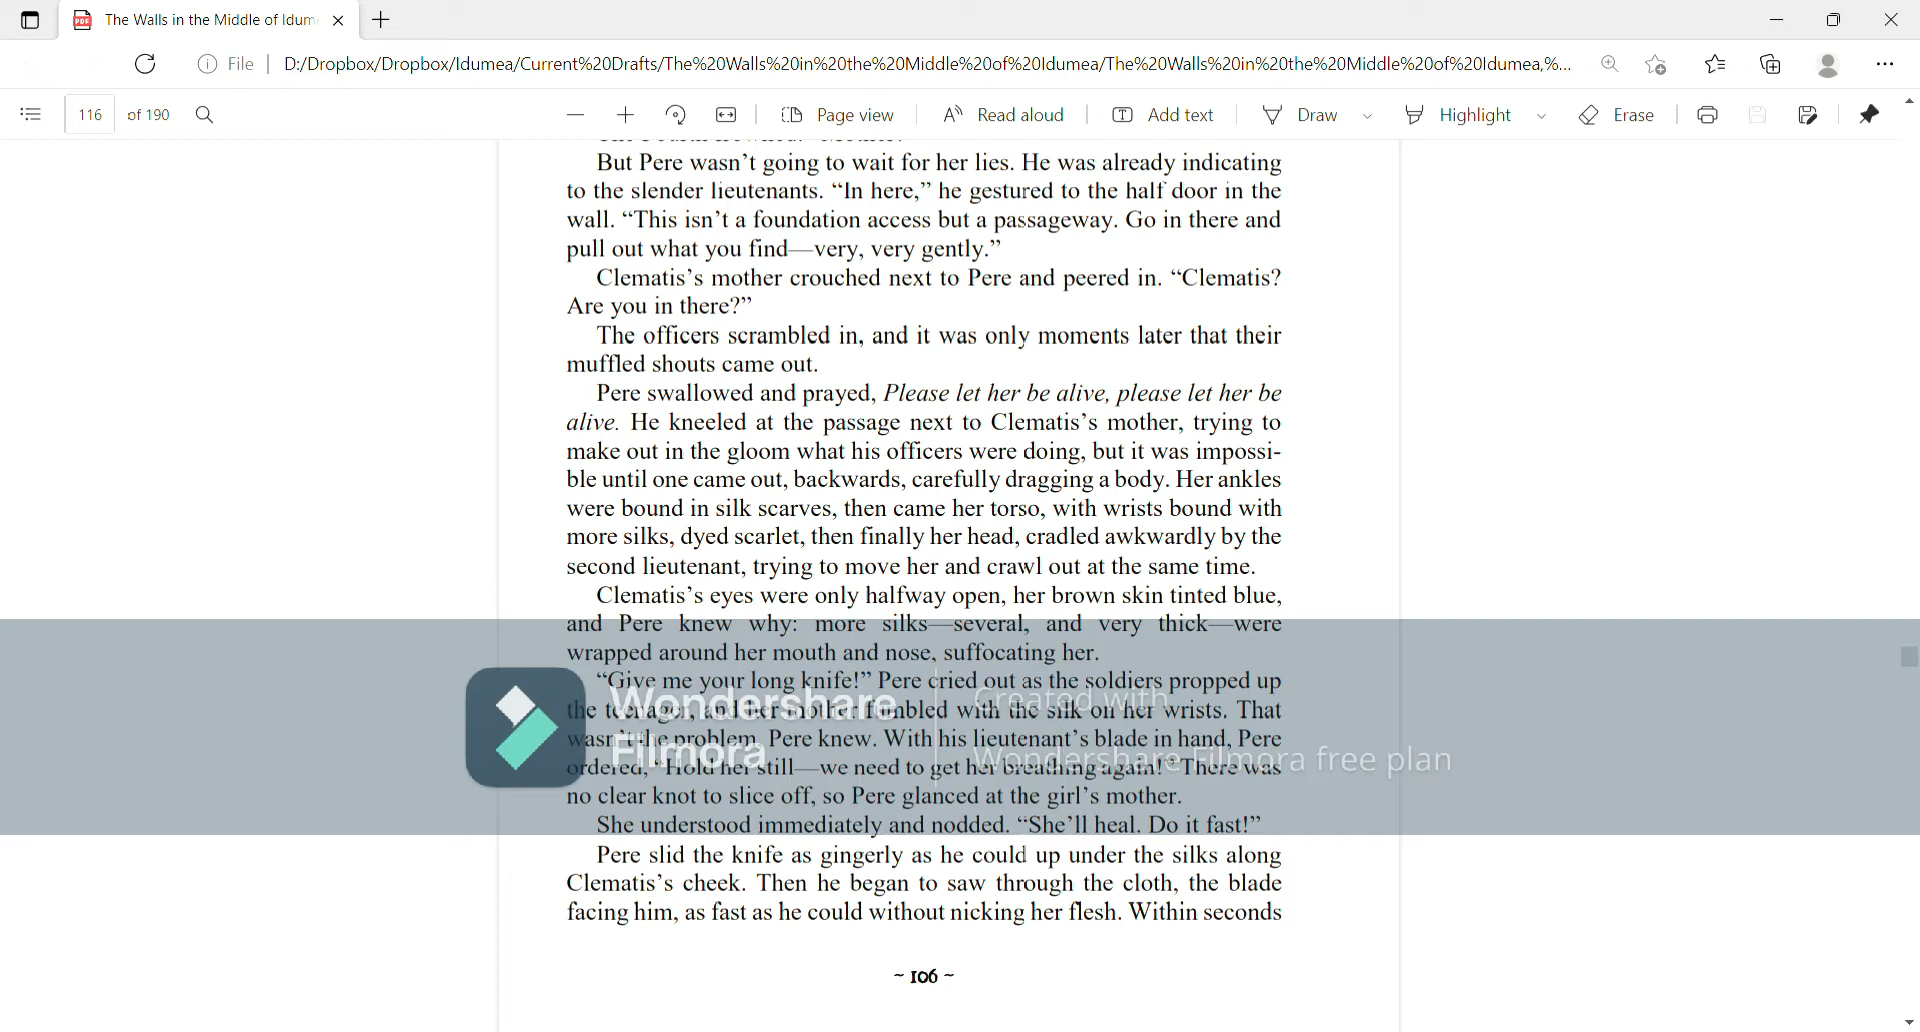 The Walls in the Middle of Idum
File
D:/Dropbox/Dropbox/Idumea/Current%20Drafts/The%20Walls%20in%20the%20Middle%20of%20Idumea/The%20Walls%20in%20the%20Middle%20of%20Idumea,%...
116 of 190
Page view
Read aloud
Add text
Draw
Highlight
Erase
But Pere wasn’t going to wait for her lies. He was already indicating
to the slender lieutenants. “In here,” he gestured to the half door in the
wall. “This isn’t a foundation access but a passageway. Go in there and
pull out what you find—very, very gently.”
Clematis’s mother crouched next to Pere and peered in. “Clematis?
Are you in there?”
The officers scrambled in, and it was only moments later that their
muffled shouts came out.
Pere swallowed and prayed, Please let her be alive, please let her be
alive. He kneeled at the passage next to Clematis’s mother, trying to
make out in the gloom what his officers were doing, but it was impossi-
ble until one came out, backwards, carefully dragging a body. Her ankles
were bound in silk scarves, then came her torso, with wrists bound with
more silks, dyed scarlet, then finally her head, cradled awkwardly by the
second lieutenant, trying to move her and crawl out at the same time.
Clematis’s eyes were only halfway open, her brown skin tinted blue,
and Pere knew why: more silks—several, and very thick—were
wrapped around her mouth and nose, suffocating her.
“Give me your long knife!” Pere cried out as the soldiers propped up
the teenager, and her mother fumbled with the silk on her wrists. That
wasn’t the problem, Pere knew. With his lieutenant’s blade in hand, Pere
ordered, “Hold her still—we need to get her breathing again!” There was
no clear knot to slice off, so Pere glanced at the girl’s mother.
She understood immediately and nodded. “She’ll heal. Do it fast!”
Pere slid the knife as gingerly as he could up under the silks along
Clematis’s cheek. Then he began to saw through the cloth, the blade
facing him, as fast as he could without nicking her flesh. Within seconds
~ 106 ~
Wondershare
Filmora
Created with
Wondershare Filmora free plan